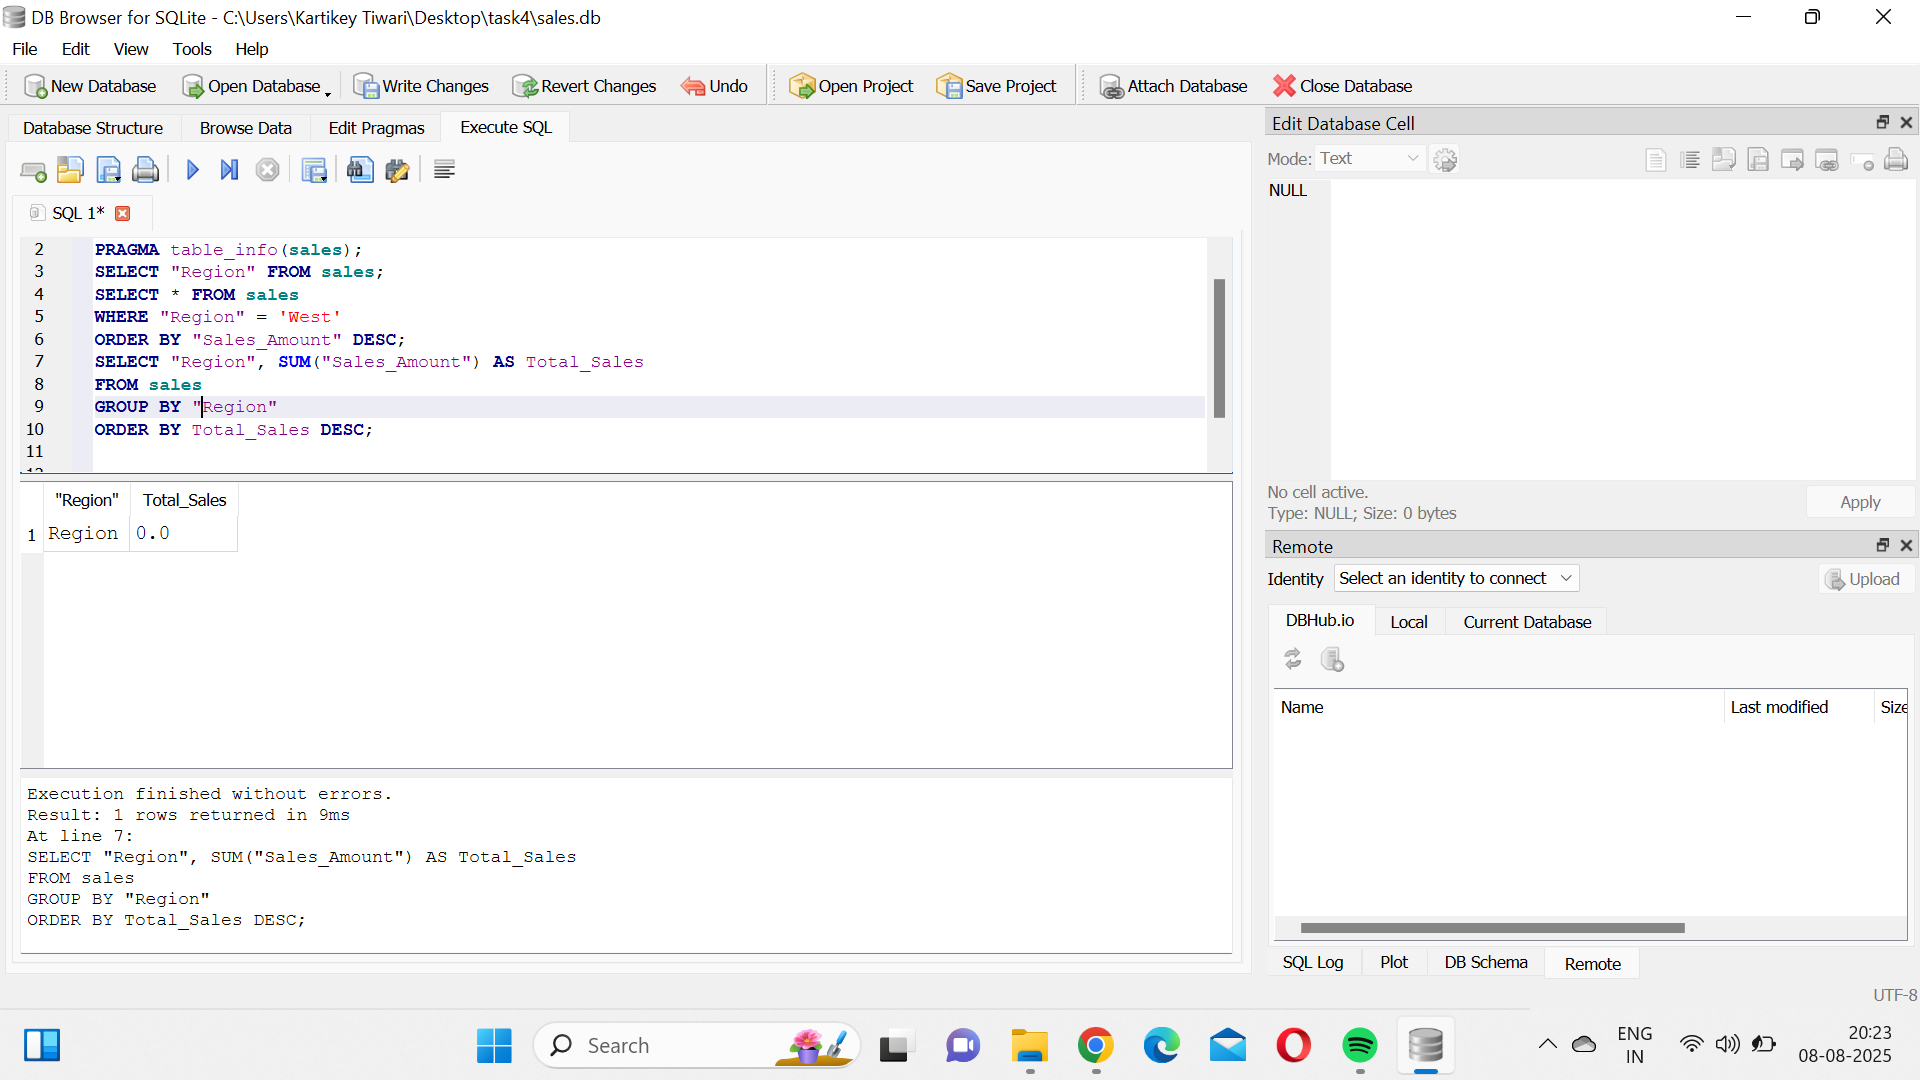 DB Browser for SQLite - C:\Users\Kartikey Tiwari\Desktop\task4\sales.db
File Edit View Tools Help
New Database Open Database Write Changes Revert Changes Undo Open Project Save Project Attach Database Close Database
Database Structure Browse Data Edit Pragmas Execute SQL
SQL 1*
2 PRAGMA table_info(sales);
3 SELECT "Region" FROM sales;
4 SELECT * FROM sales
5 WHERE "Region" = 'West'
6 ORDER BY "Sales_Amount" DESC;
7 SELECT "Region", SUM("Sales_Amount") AS Total_Sales
8 FROM sales
9 GROUP BY "Region"
10 ORDER BY Total_Sales DESC;
11
12
"Region" Total_Sales
1 Region 0.0
Execution finished without errors.
Result: 1 rows returned in 9ms
At line 7:
SELECT "Region", SUM("Sales_Amount") AS Total_Sales
FROM sales
GROUP BY "Region"
ORDER BY Total_Sales DESC;
Edit Database Cell
Mode: Text
NULL
No cell active.
Type: NULL; Size: 0 bytes
Apply
Remote
Identity Select an identity to connect Upload
DBHub.io Local Current Database
Name Last modified Size
SQL Log Plot DB Schema Remote
UTF-8
Search
ENG
IN
20:23
08-08-2025